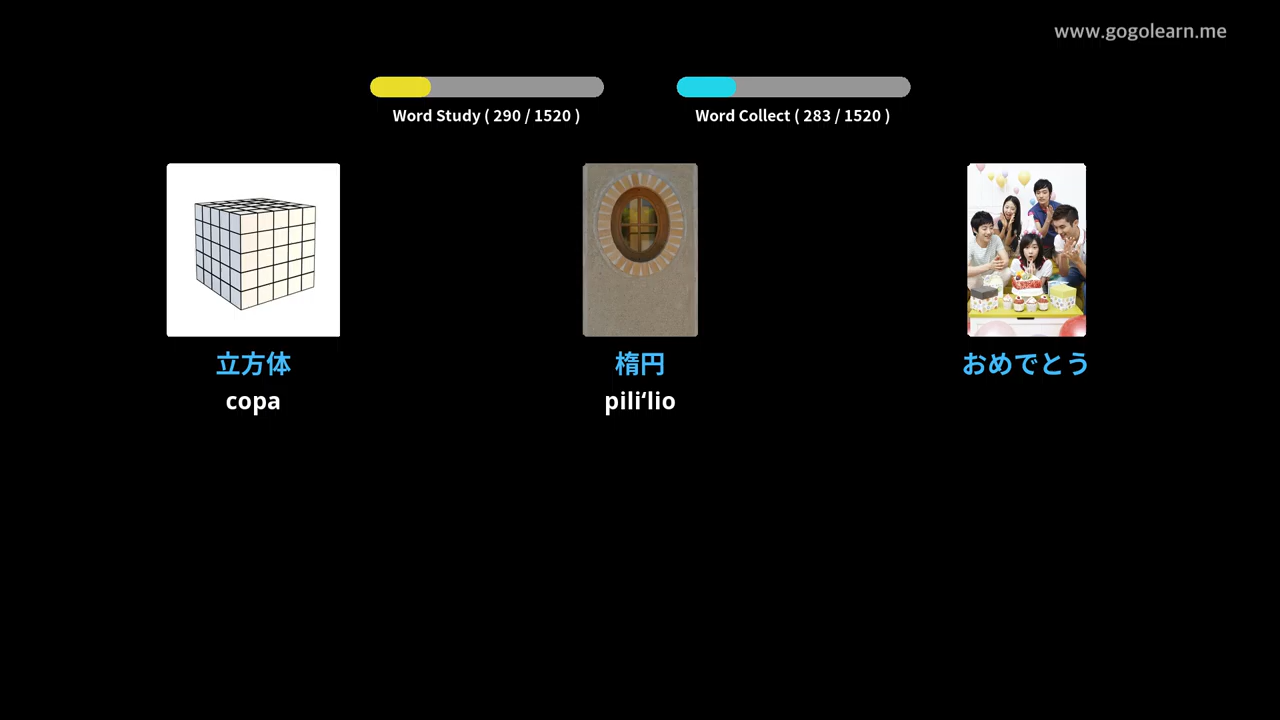 www.gogolearn.me
Word Study ( 290 / 1520 )
Word Collect ( 283 / 1520 )
立方体
楕円
おめでとう
copa
pili‘lio